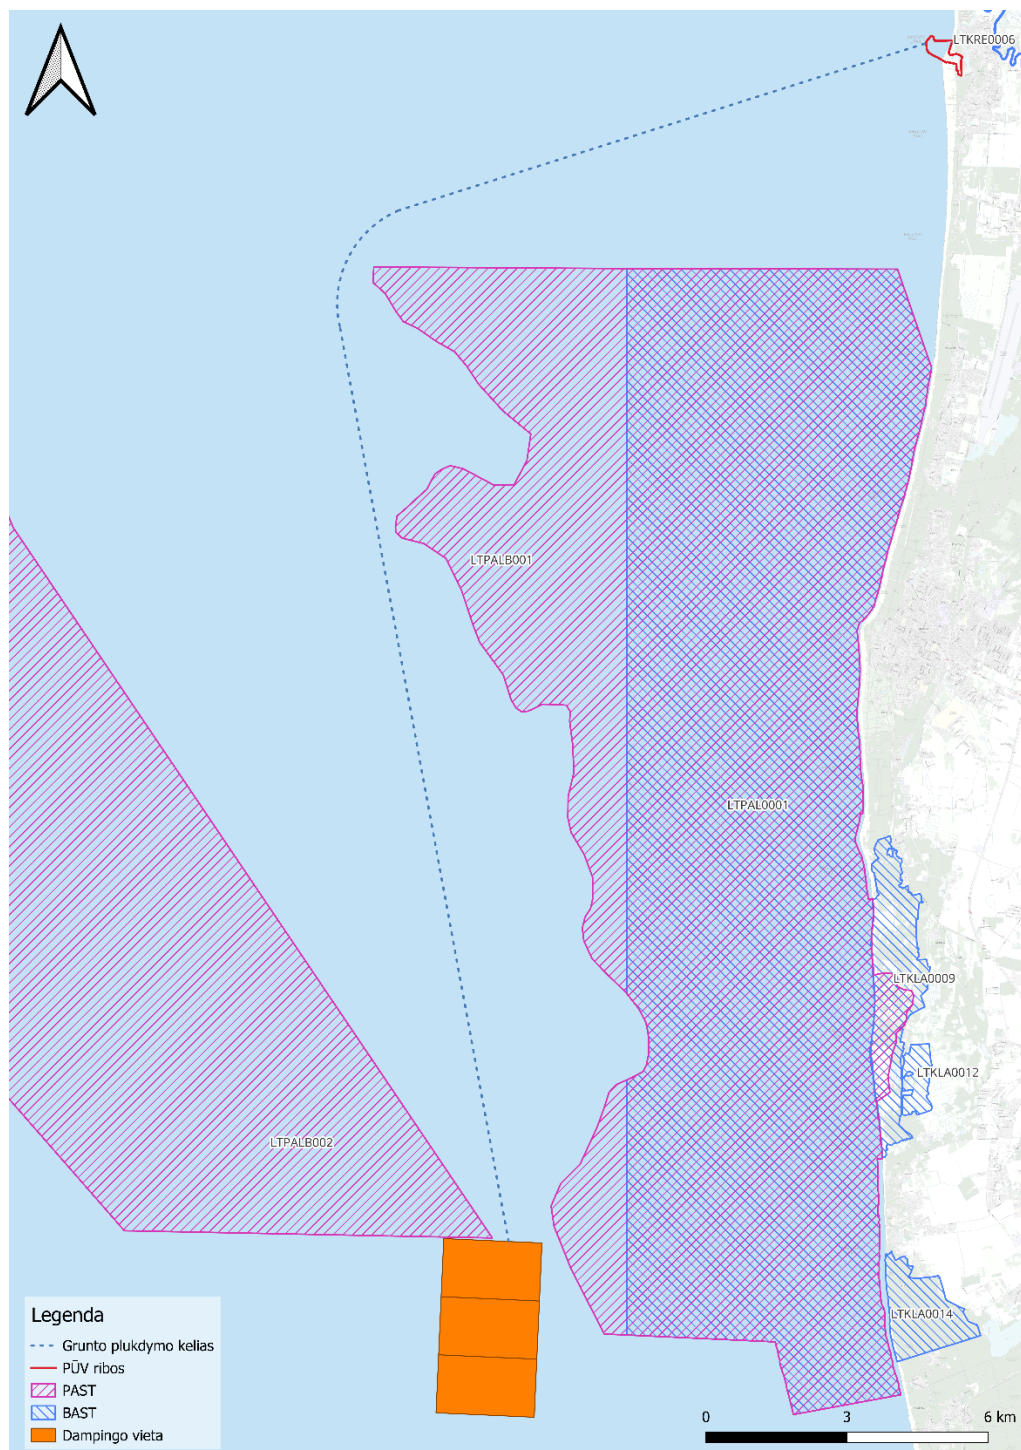 LTKRE0006
LTPALB001
LTPAL0001
LTKLA0009
LTKLA0012
LTPALB002
LTKLA0014
Legenda
Grunto plukdymo kelias
PŪV ribos
PAST
BAST
Dampingo vieta
0 3 6 km